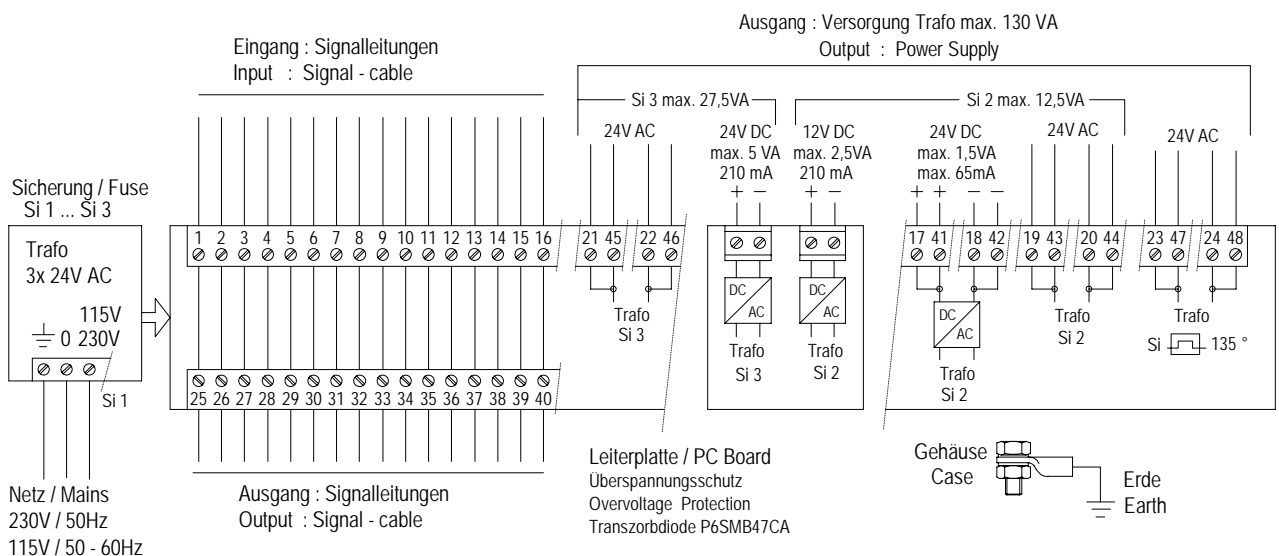 Ausgang : Versorgung Trafo max. 130 VA
Output : Power Supply
Eingang : Signalleitungen
Input : Signal - cable
Si 3 max. 27,5VA
Si 2 max. 12,5VA
24V AC
24V DC
max. 5 VA
210 mA
+ −
12V DC
max. 2,5VA
210 mA
+ −
24V DC
max. 1,5VA
max. 65mA
+ + − −
24V AC
24V AC
Sicherung / Fuse
Si 1 ... Si 3
Trafo
3x 24V AC
115V
0 230V
Si 1
1 2 3 4 5 6 7 8 9 10 11 12 13 14 15 16
21 45 22 46
17 41 18 42 19 43 20 44 23 47 24 48
Trafo
Si 3
DC
AC
Trafo
Si 3
DC
AC
Trafo
Si 2
DC
AC
Trafo
Si 2
Trafo
Si 2
Trafo
Si 135 °
25 26 27 28 29 30 31 32 33 34 35 36 37 38 39 40
Netz / Mains
230V / 50Hz
115V / 50 - 60Hz
Ausgang : Signalleitungen
Output : Signal - cable
Leiterplatte / PC Board
Überspannungsschutz
Overvoltage Protection
Transzorbdiode P6SMB47CA
Gehäuse
Case
Erde
Earth